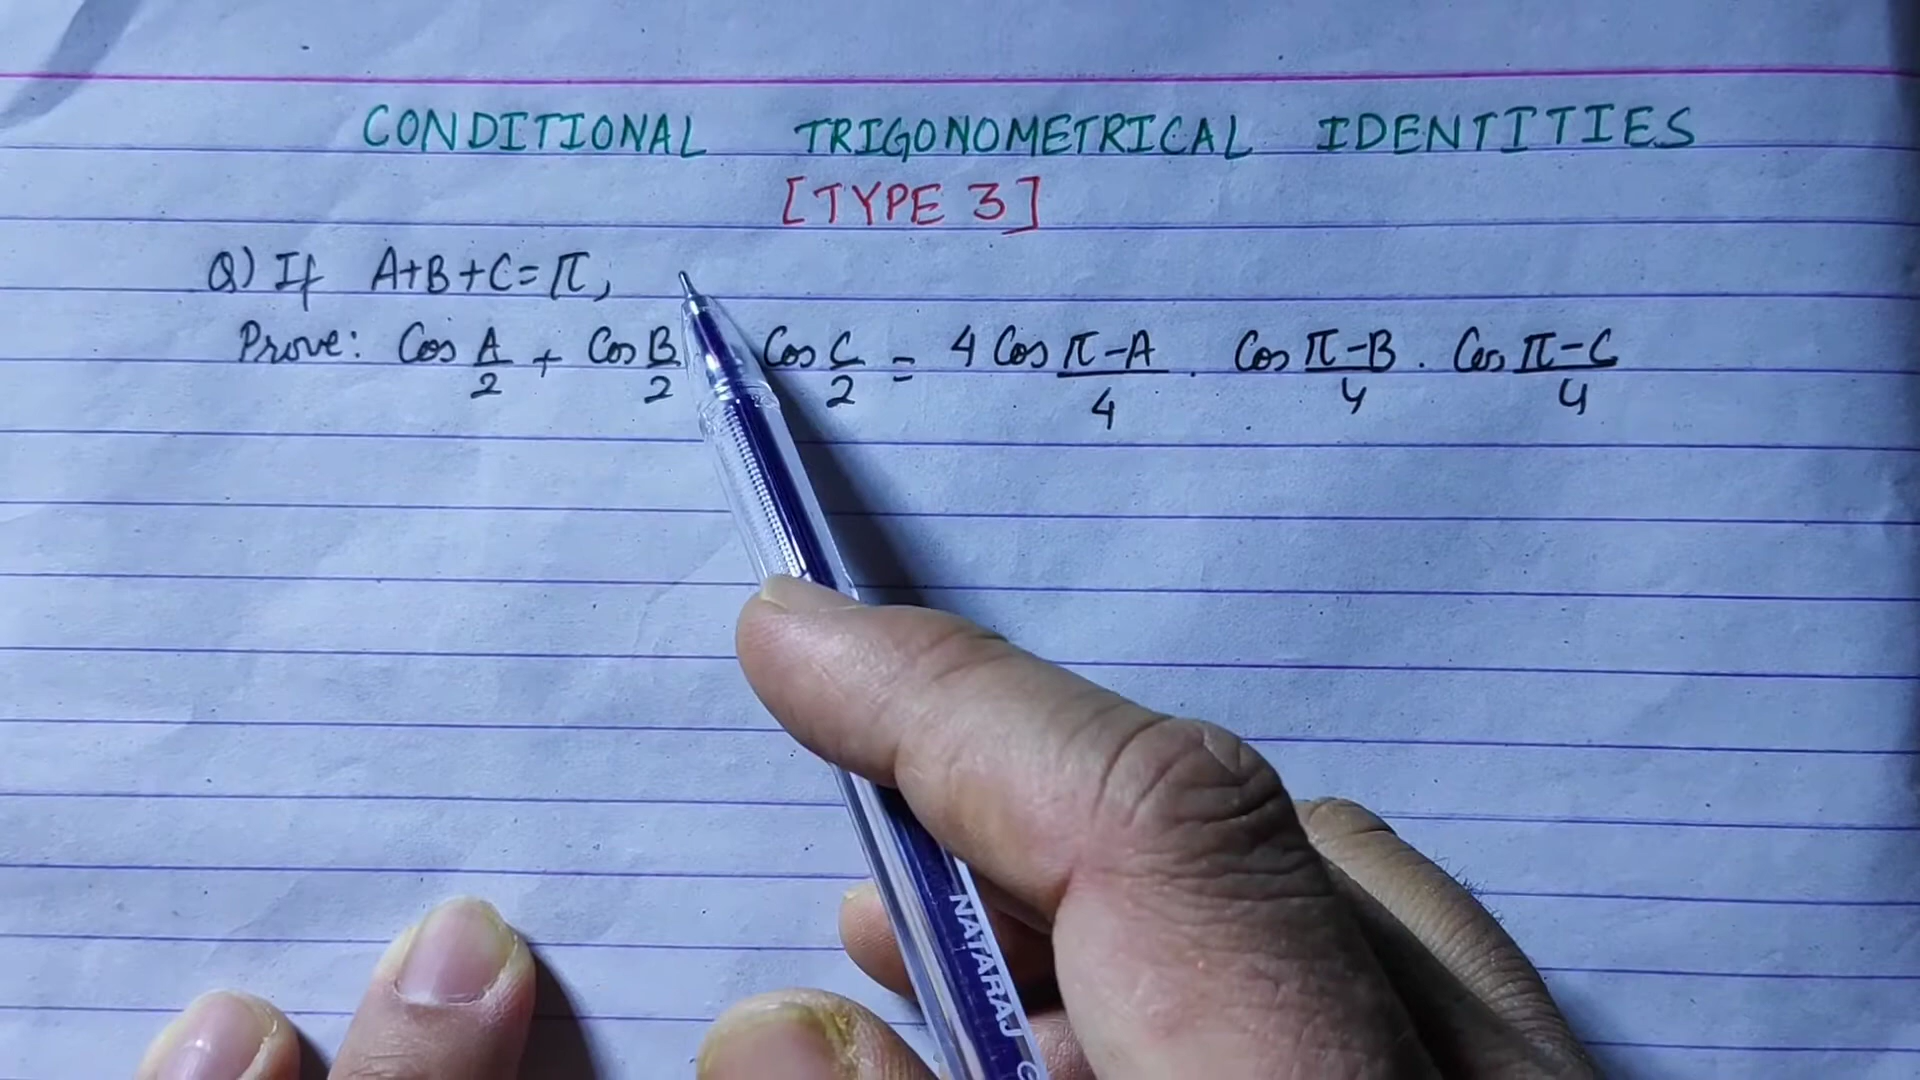 CONDITIONAL TRIGONOMETRICAL IDENTITIES
[TYPE 3]
Q) If A+B+C=π,
Prove: Cos A/2 + Cos B/2 Cos C/2 = 4 Cos π-A/4 . Cos π-B/4 . Cos π-C/4
NATARAJ